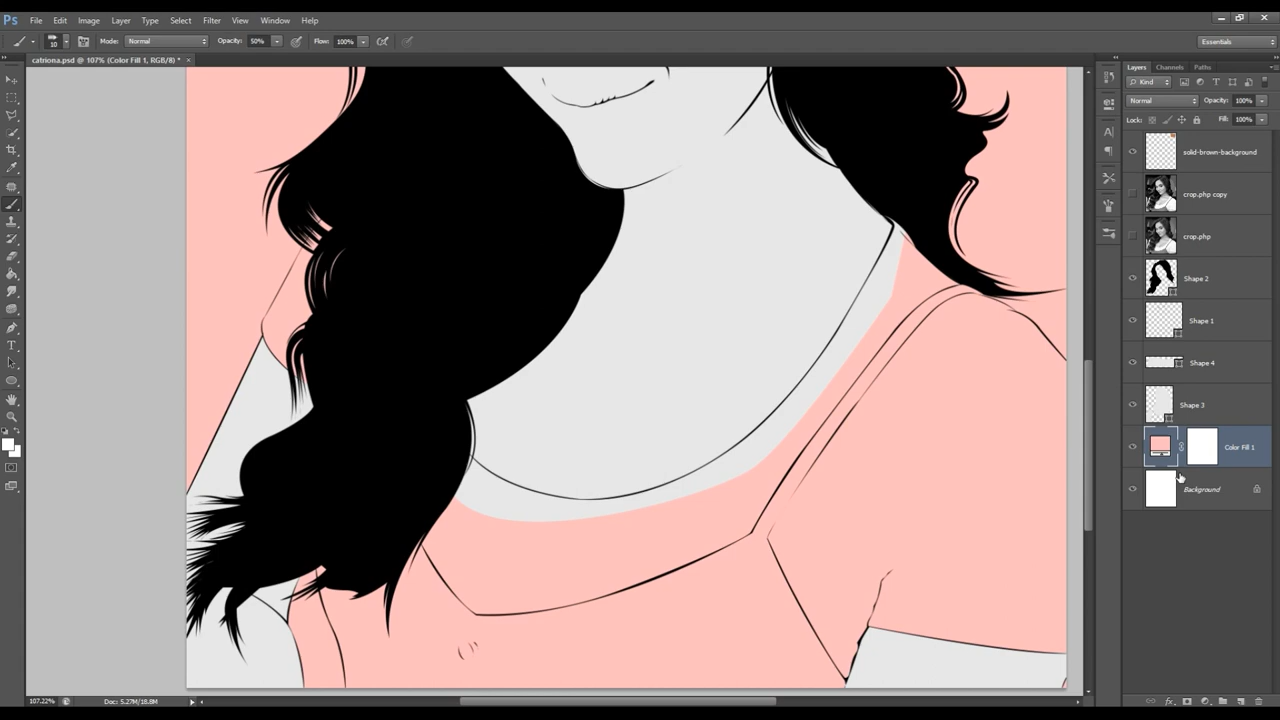 Ps File Edit Image Layer Type Select Filter View Window Help
10 Mode: Normal Opacity: 50% Flow: 100% Essentials
catriona.psd @ 107% (Color Fill 1, RGB/8) * ×
Layers Channels Paths
Kind
Normal Opacity: 100%
Lock: Fill: 100%
solid-brown-background
crop.php copy
crop.php
Shape 2
Shape 1
Shape 4
Shape 3
Color Fill 1
Background
107.22% Doc: 5.27M/18.8M